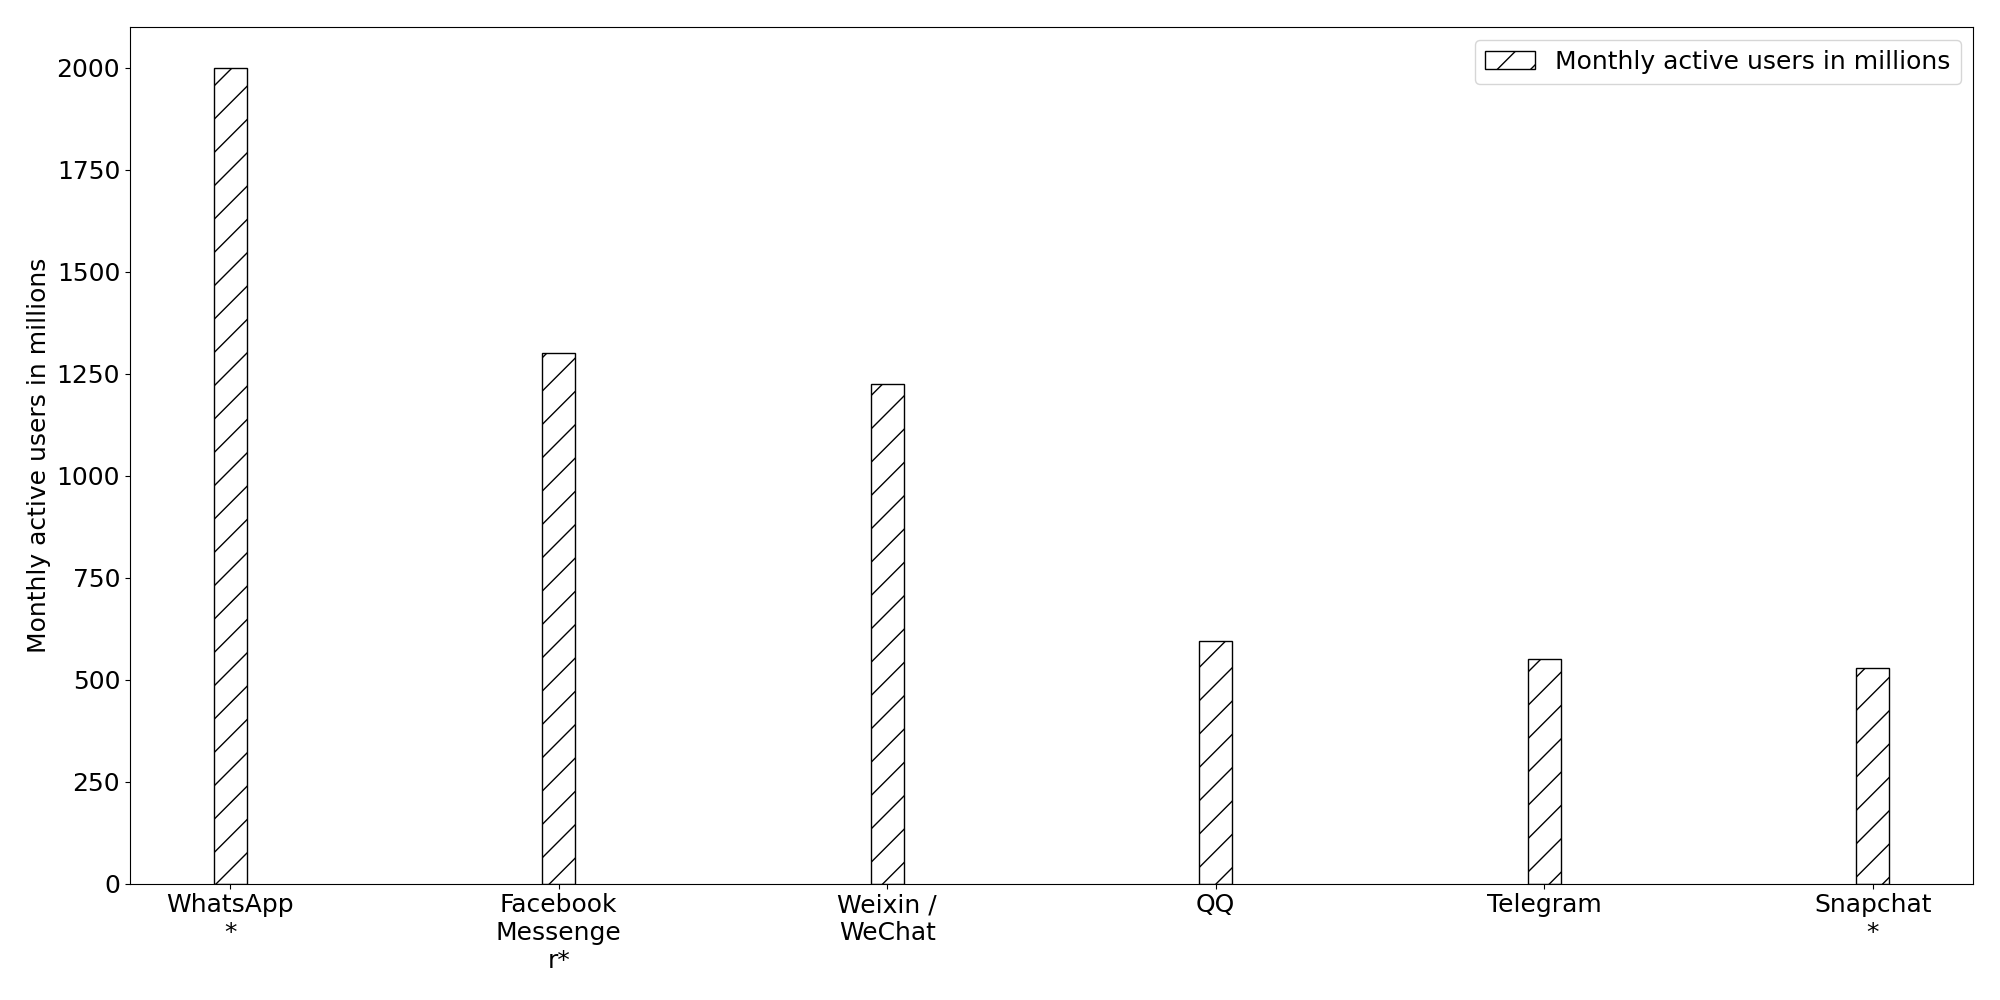 Monthly active users in millions
Monthly active users in millions
2000
1750
1500
1250
1000
750
500
250
0
WhatsApp
*
Facebook
Messenge
r*
Weixin /
WeChat
QQ
Telegram
Snapchat
*